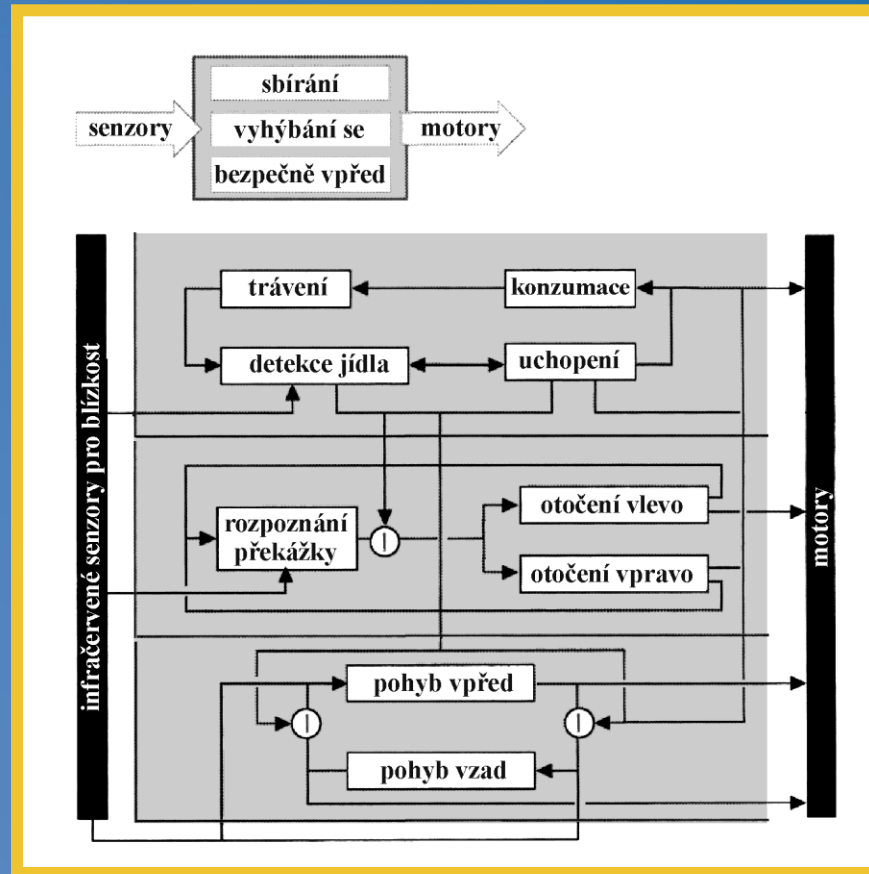 sbírání
senzory
vyhýbání se
motory
bezpečně vpřed
infračervené senzory pro blízkost
trávení
konzumace
detekce jídla
uchopení
rozpoznání
překážky
otočení vlevo
otočení vpravo
pohyb vpřed
pohyb vzad
motory